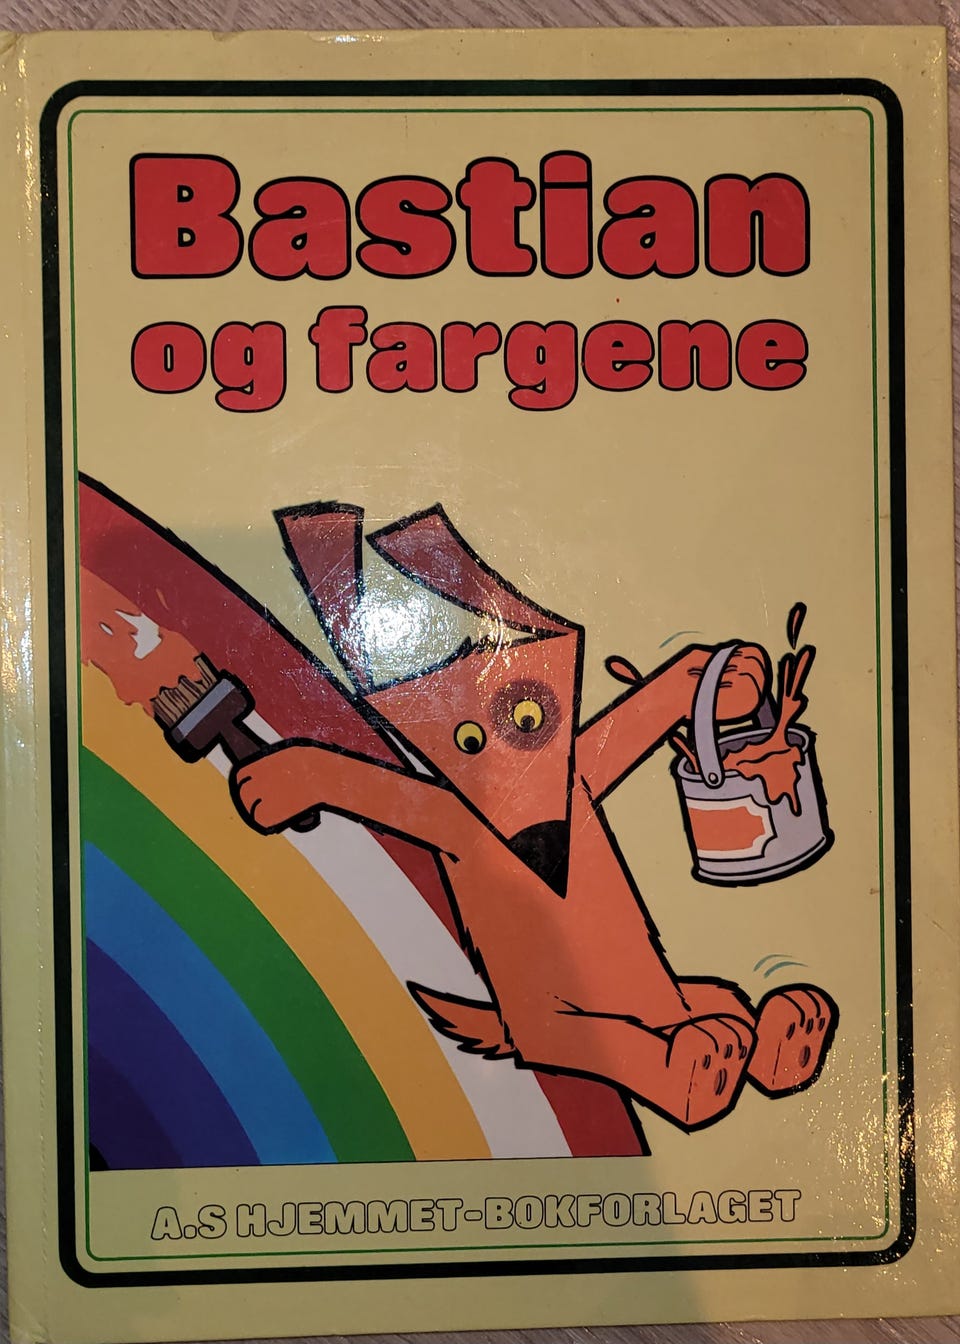 Bastian
og fargene
A.S HJEMMET-BOKFORLAGET